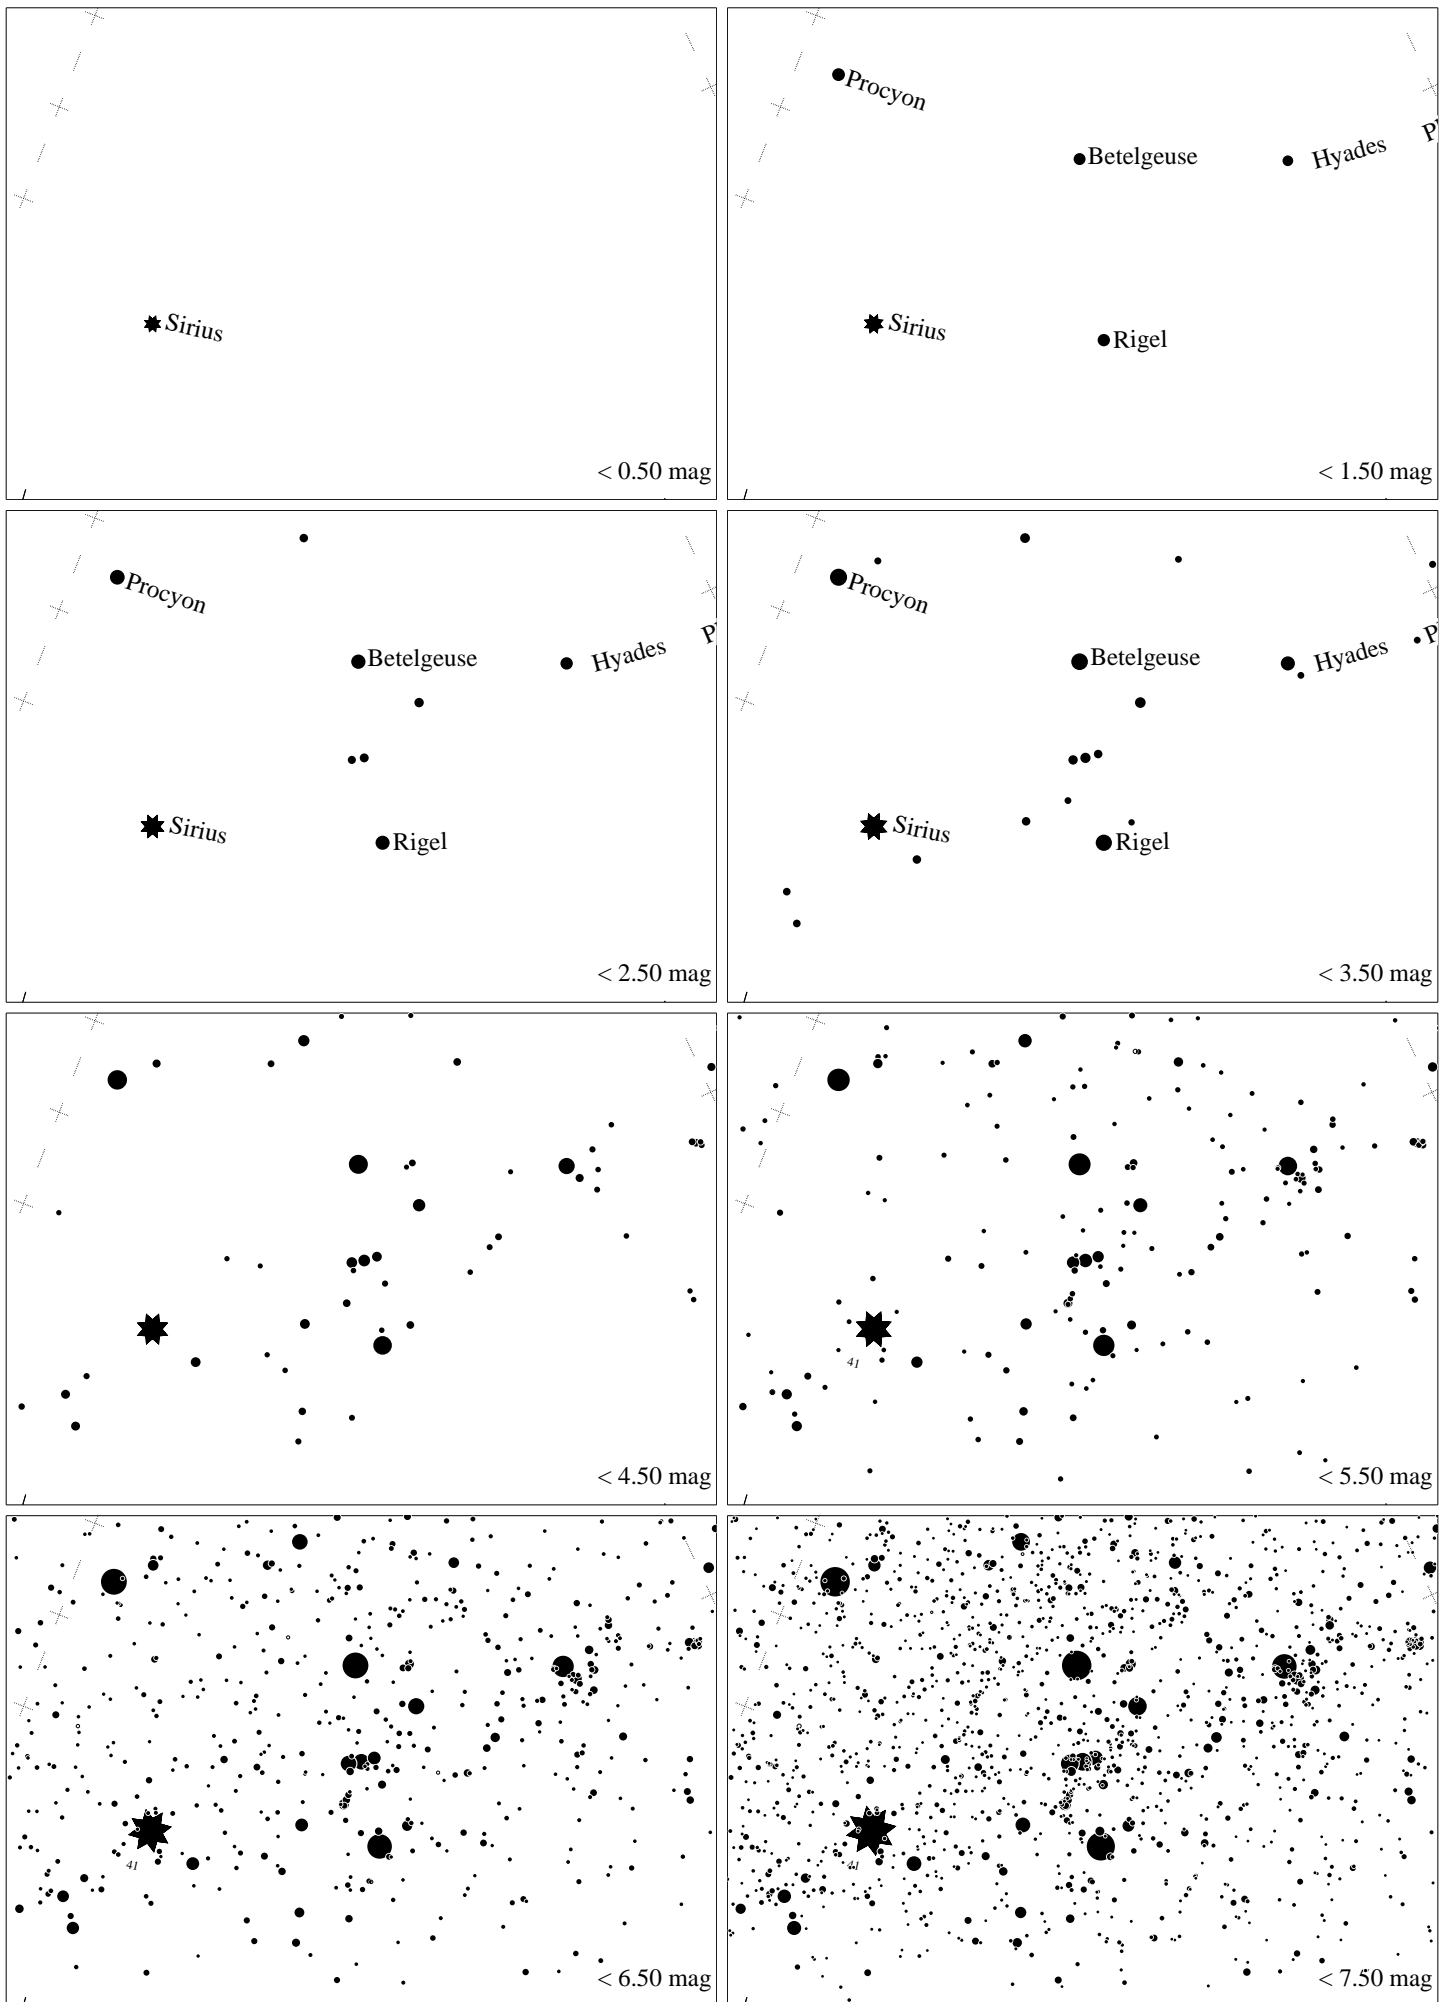 Sirius
< 0.50 mag
Procyon
Betelgeuse
Hyades
Sirius
Rigel
< 1.50 mag
Procyon
Betelgeuse
Hyades
Sirius
Rigel
< 2.50 mag
Procyon
Betelgeuse
Hyades
Sirius
Rigel
< 3.50 mag
< 4.50 mag
41
< 5.50 mag
41
< 6.50 mag
41
< 7.50 mag